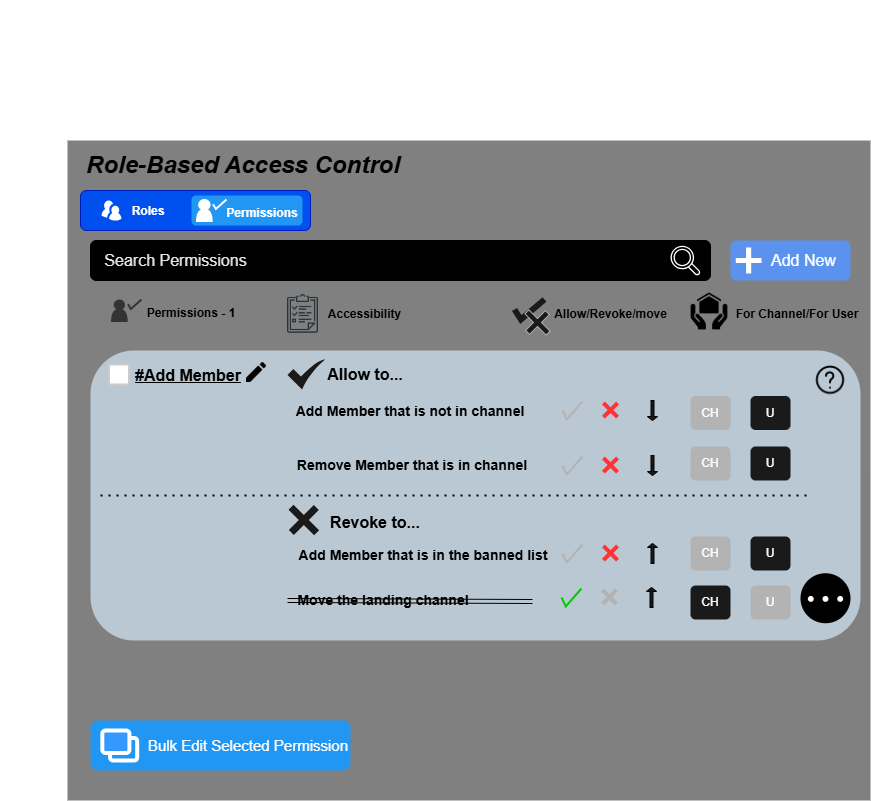 Role-Based Access Control
Roles
Permissions
Search Permissions
Add New
Permissions - 1
Accessibility
Allow/Revoke/move
For Channel/For User
#Add Member
Allow to...
?
Add Member that is not in channel
CH
U
Remove Member that is in channel
CH
U
Revoke to...
Add Member that is in the banned list
CH
U
Move the landing channel
CH
U
Bulk Edit Selected Permission